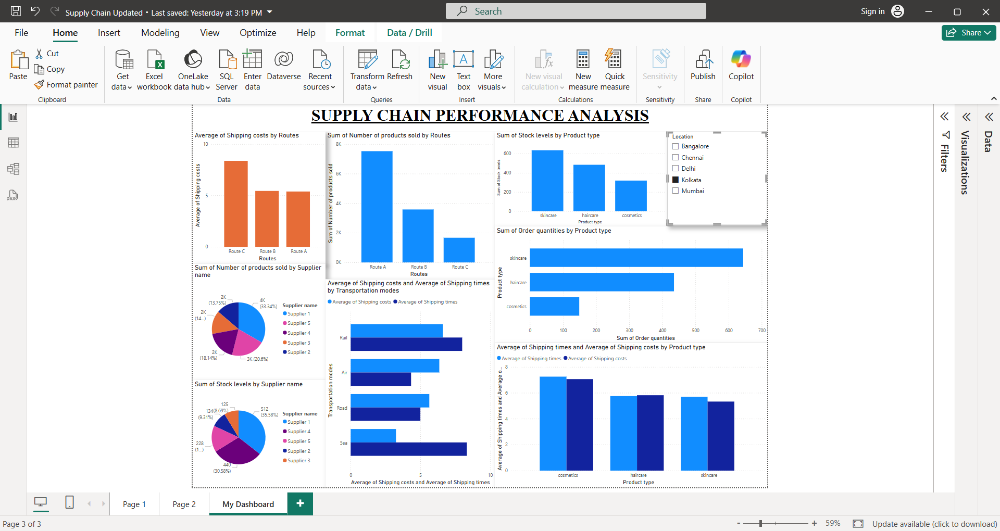 Supply Chain Updated • Last saved: Yesterday at 3:19 PM
Search
Sign in
File Home Insert Modeling View Optimize Help Format Data / Drill
Share
Paste
Cut
Copy
Format painter
Clipboard
Get data
Excel workbook
OneLake data hub
SQL Server
Enter data
Dataverse
Recent sources
Data
Transform data
Refresh
Queries
New visual
Text box
More visuals
Insert
New visual calculation
New measure
Quick measure
Calculations
Sensitivity
Sensitivity
Publish
Share
Copilot
Copilot
DAX
SUPPLY CHAIN PERFORMANCE ANALYSIS
Average of Shipping costs by Routes
Average of Shipping costs
10
5
0
Route C Route B Route A
Routes
Sum of Number of products sold by Routes
Sum of Number of products sold
8K
6K
4K
2K
0K
Route A Route B Route C
Routes
Sum of Stock levels by Product type
Sum of Stock levels
600
400
200
0
skincare haircare cosmetics
Product type
Location
Bangalore
Chennai
Delhi
Kolkata
Mumbai
Sum of Order quantities by Product type
Product type
skincare
haircare
cosmetics
0 100 200 300 400 500 600 700
Sum of Order quantities
Sum of Number of products sold by Supplier
name
2K
(13.75%)
4K
(33.34%)
2K
(14...)
2K
(18.14%)
3K (20.6%)
Supplier name
Supplier 1
Supplier 5
Supplier 4
Supplier 3
Supplier 2
Average of Shipping costs and Average of Shipping times
by Transportation modes
Average of Shipping costs Average of Shipping times
Transportation modes
Rail
Air
Road
Sea
0 5 10
Average of Shipping costs and Average of Shipping times
Sum of Stock levels by Supplier name
125
(8.69%)
134
(9.31%)
512
(35.58%)
228
(1...)
440
(30.58%)
Supplier name
Supplier 1
Supplier 4
Supplier 5
Supplier 2
Supplier 3
Average of Shipping times and Average of Shipping costs by Product type
Average of Shipping times Average of Shipping costs
Average of Shipping times and Average o...
8
6
4
2
0
cosmetics haircare skincare
Product type
Filters
Visualizations
Data
Page 1 Page 2 My Dashboard +
Page 3 of 3
- + 59%
Update available (click to download)